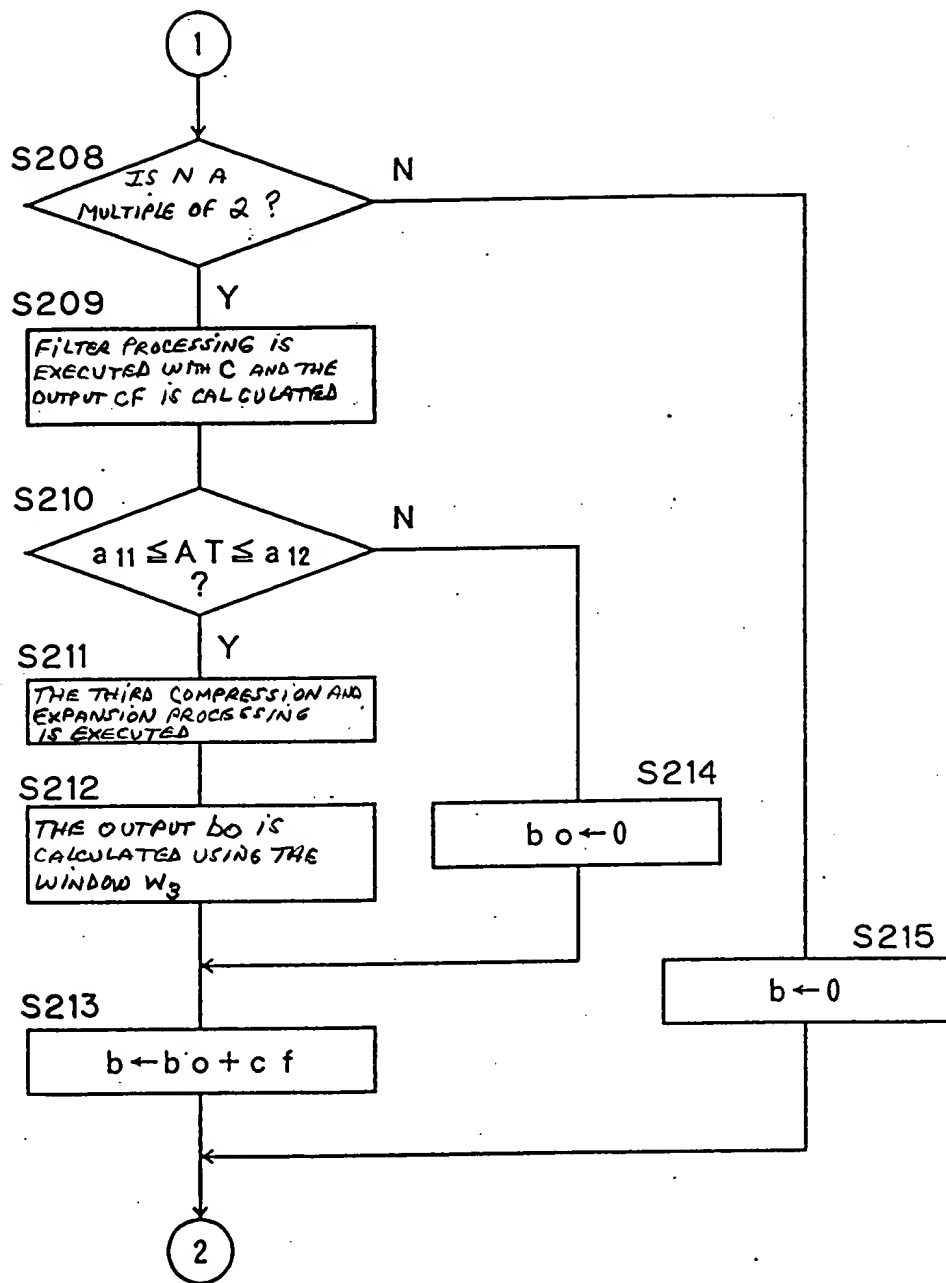 1
S208
IS N A
MULTIPLE OF 2 ?
N
Y
S209
FILTER PROCESSING IS
EXECUTED WITH C AND THE
OUTPUT CF IS CALCULATED
S210
N
a11 ≦ A T ≦ a12
?
Y
S211
THE THIRD COMPRESSION AND
EXPANSION PROCESSING
IS EXECUTED
S212
THE OUTPUT bo IS
CALCULATED USING THE
WINDOW W3
S214
b o ← 0
S215
b ← 0
S213
b ← b o + c f
2